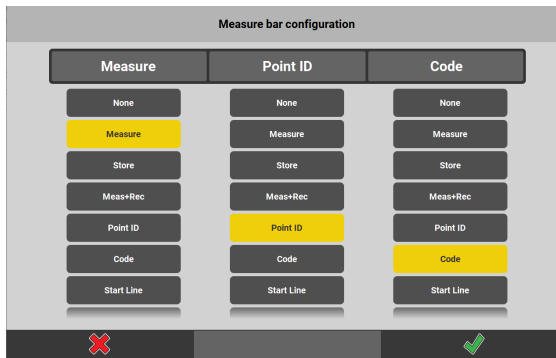 Measure bar configuration
Measure Point ID Code
None None None
Measure Measure Measure
Store Store Store
Meas+Rec Meas+Rec Meas+Rec
Point ID Point ID Point ID
Code Code Code
Start Line Start Line Start Line